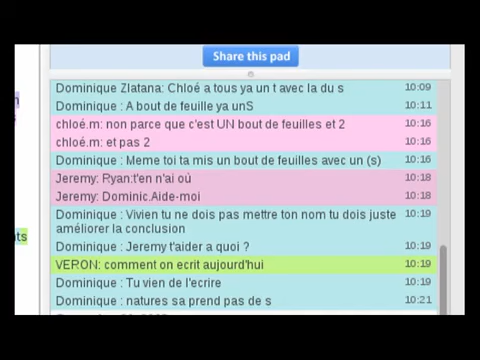 Share this pad
Dominique Zlatana: Chloé a tous ya un t avec la du s 10:09
Dominique : A bout de feuille ya unS 10:11
chloé.m: non parce que c'est UN bout de feuilles et 2 10:16
chloé.m: et pas 2 10:16
Dominique : Meme toi ta mis un bout de feuilles avec un (s) 10:16
Jeremy: Ryan:t'en n'ai où 10:18
Jeremy: Dominic.Aide-moi 10:18
Dominique : Vivien tu ne dois pas mettre ton nom tu dois juste 10:19
améliorer la conclusion
Dominique : Jeremy t'aider a quoi ? 10:19
VERON: comment on ecrit aujourd'hui 10:19
Dominique : Tu vien de l'ecrire 10:19
Dominique : natures sa prend pas de s 10:21